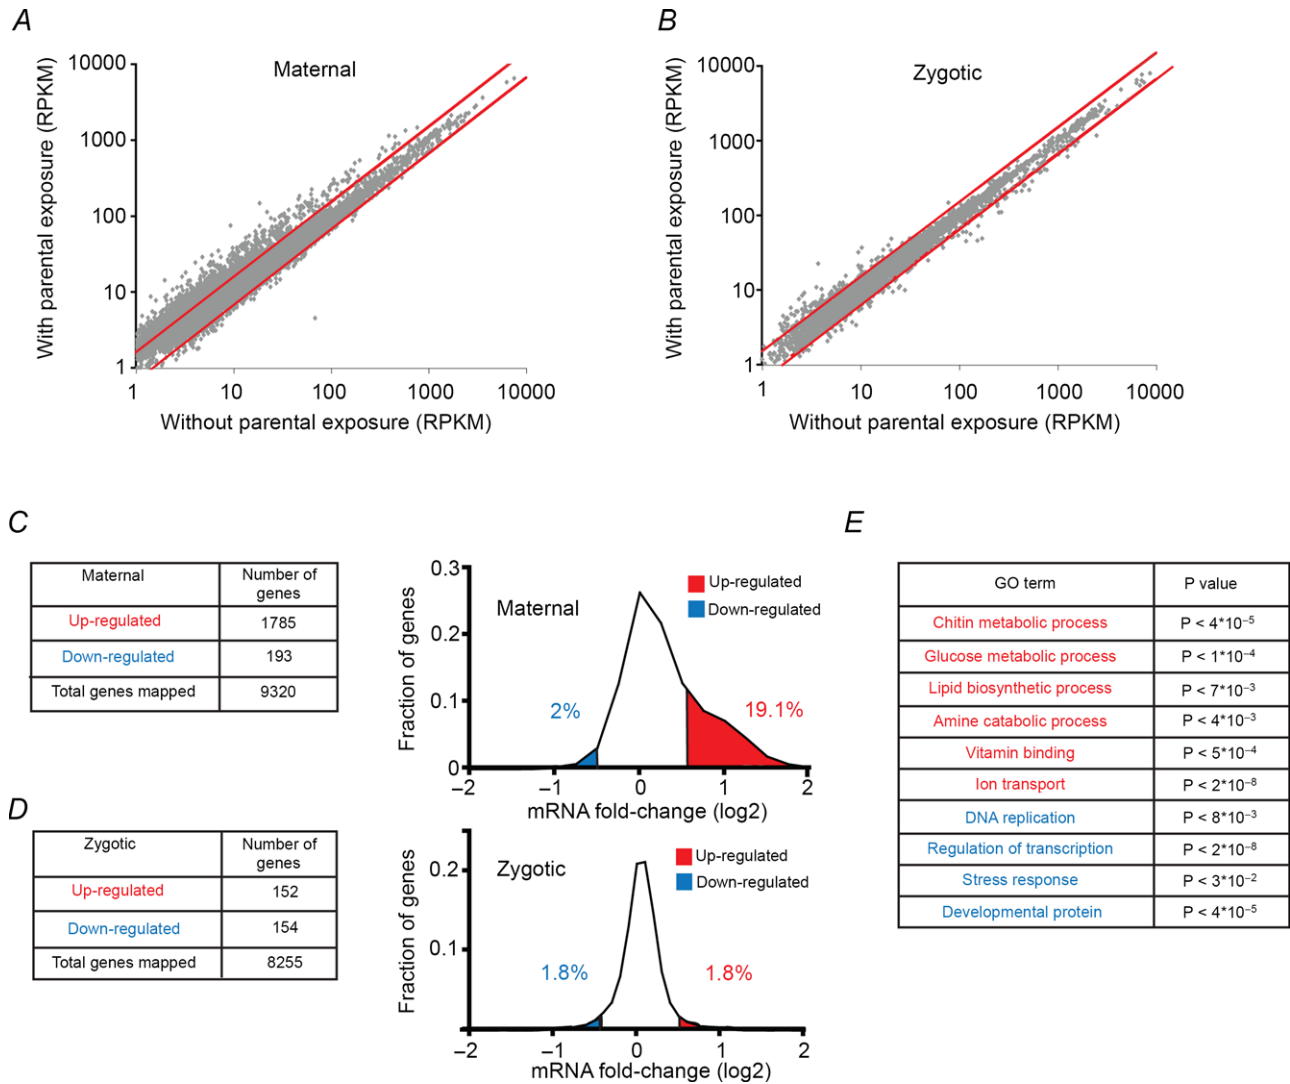 A
Maternal
With parental exposure (RPKM)
10000
1000
100
10
1
1 10 100 1000 10000
Without parental exposure (RPKM)
B
Zygotic
With parental exposure (RPKM)
10000
1000
100
10
1
1 10 100 1000 10000
Without parental exposure (RPKM)
C
Maternal Number of
genes
Up-regulated 1785
Down-regulated 193
Total genes mapped 9320
Fraction of genes
0.3
0.2
0.1
0
Maternal
Up-regulated
Down-regulated
2%
19.1%
−2 −1 0 1 2
mRNA fold-change (log2)
D
Zygotic Number of
genes
Up-regulated 152
Down-regulated 154
Total genes mapped 8255
Fraction of genes
0.2
0.1
Zygotic
Up-regulated
Down-regulated
1.8%
1.8%
−2 −1 0 1 2
mRNA fold-change (log2)
E
GO term P value
Chitin metabolic process P < 4*10⁻⁵
Glucose metabolic process P < 1*10⁻⁴
Lipid biosynthetic process P < 7*10⁻³
Amine catabolic process P < 4*10⁻³
Vitamin binding P < 5*10⁻⁴
Ion transport P < 2*10⁻⁸
DNA replication P < 8*10⁻³
Regulation of transcription P < 2*10⁻⁸
Stress response P < 3*10⁻²
Developmental protein P < 4*10⁻⁵